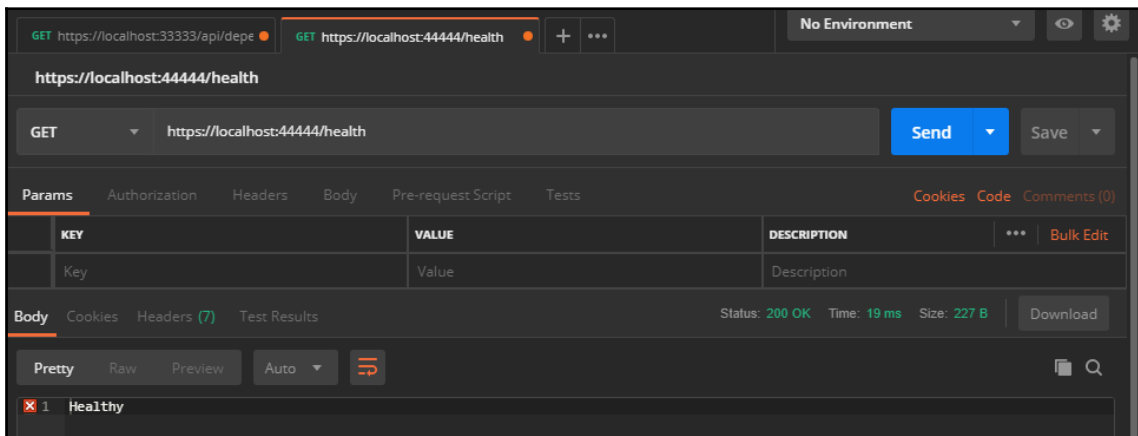 GET https://localhost:33333/api/depe GET https://localhost:44444/health No Environment
https://localhost:44444/health
GET https://localhost:44444/health Send Save
Params Authorization Headers Body Pre-request Script Tests Cookies Code Comments (0)
KEY VALUE DESCRIPTION Bulk Edit
Key Value Description
Body Cookies Headers (7) Test Results Status: 200 OK Time: 19 ms Size: 227 B Download
Pretty Raw Preview Auto
1 Healthy